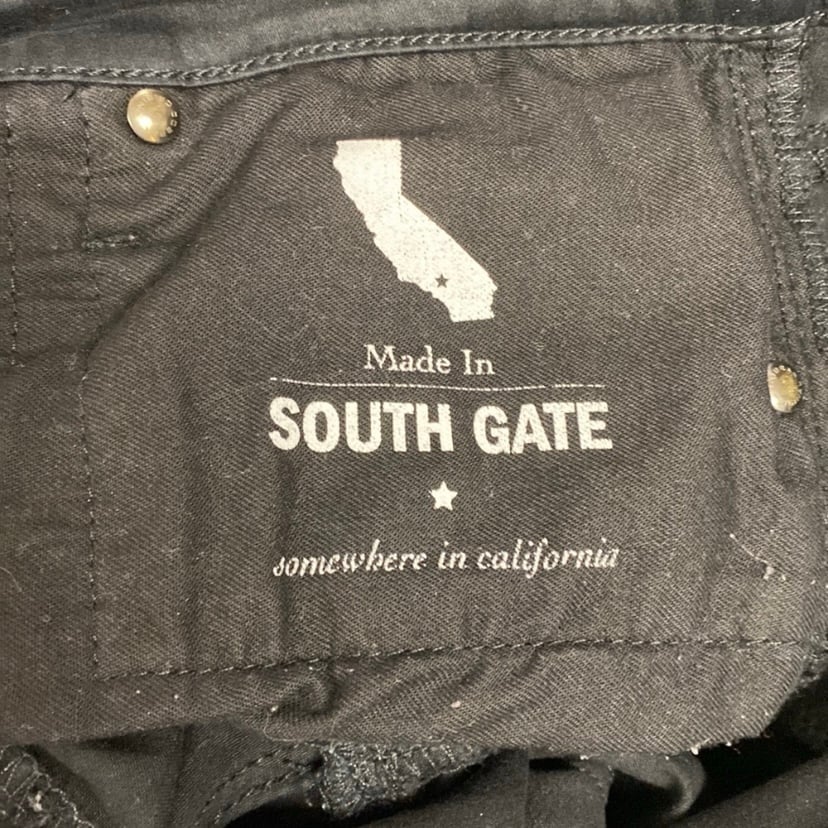 Made In
SOUTH GATE
somewhere in california